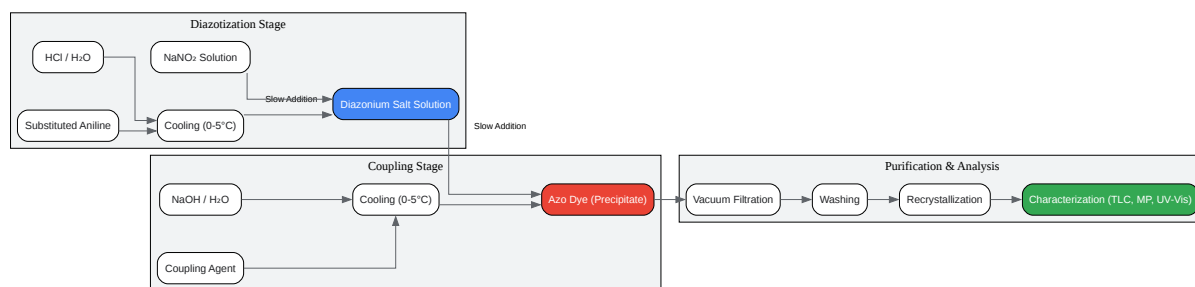 Diazotization Stage
HCl / H₂O
NaNO₂ Solution
Slow Addition
Diazonium Salt Solution
Substituted Aniline
Cooling (0-5°C)
Slow Addition
Coupling Stage
NaOH / H₂O
Cooling (0-5°C)
Azo Dye (Precipitate)
Coupling Agent
Purification & Analysis
Vacuum Filtration
Washing
Recrystallization
Characterization (TLC, MP, UV-Vis)